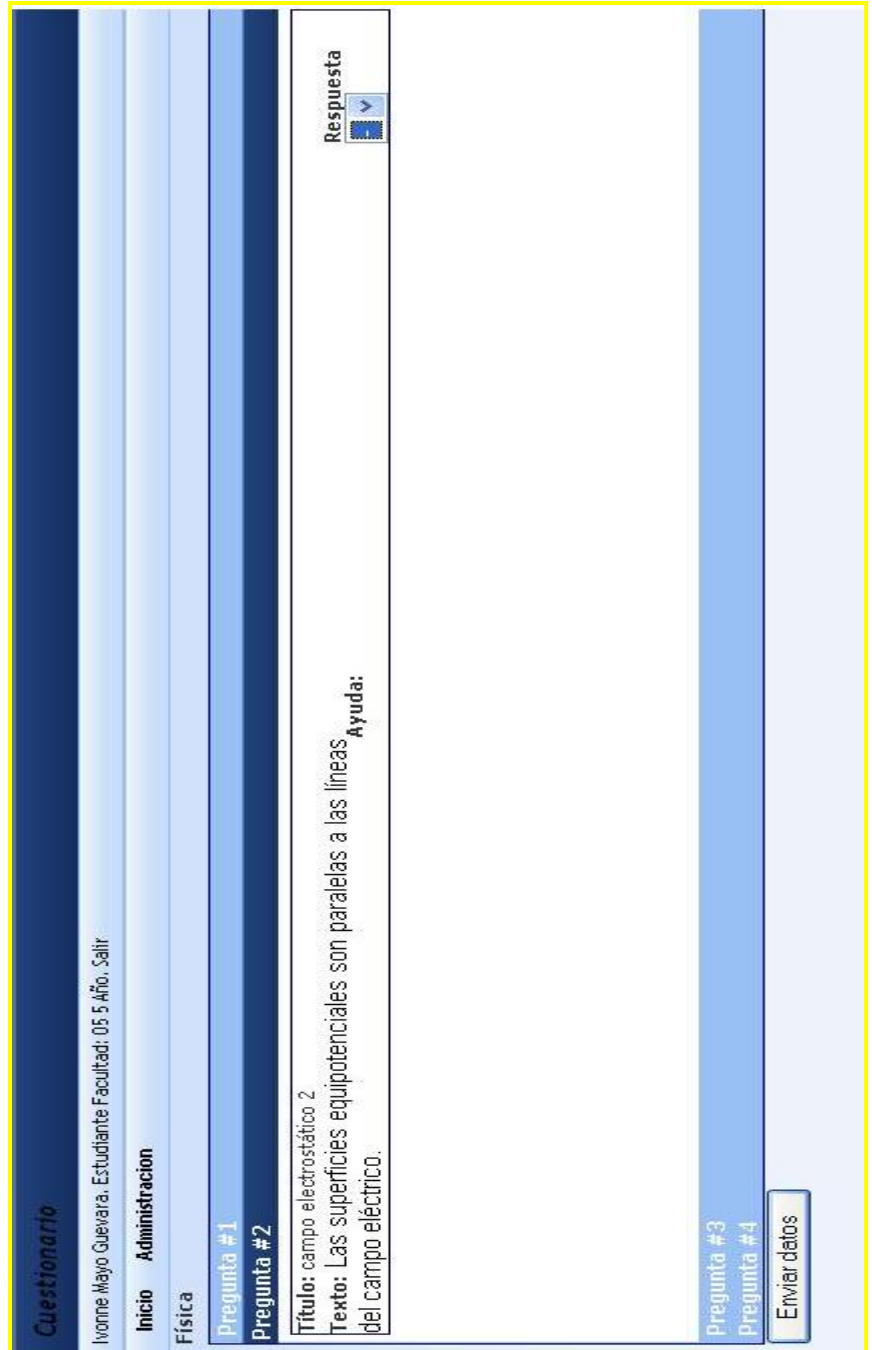 Cuestionario
Ivonne Mayo Guevara. Estudiante Facultad: 05 5 Año. Salir
Inicio Administracion
Física
Pregunta #1
Pregunta #2
Título: campo electrostático 2
Texto: Las superficies equipotenciales son paralelas a las líneas
del campo eléctrico.
Ayuda:
Respuesta
-
Pregunta #3
Pregunta #4
Enviar datos